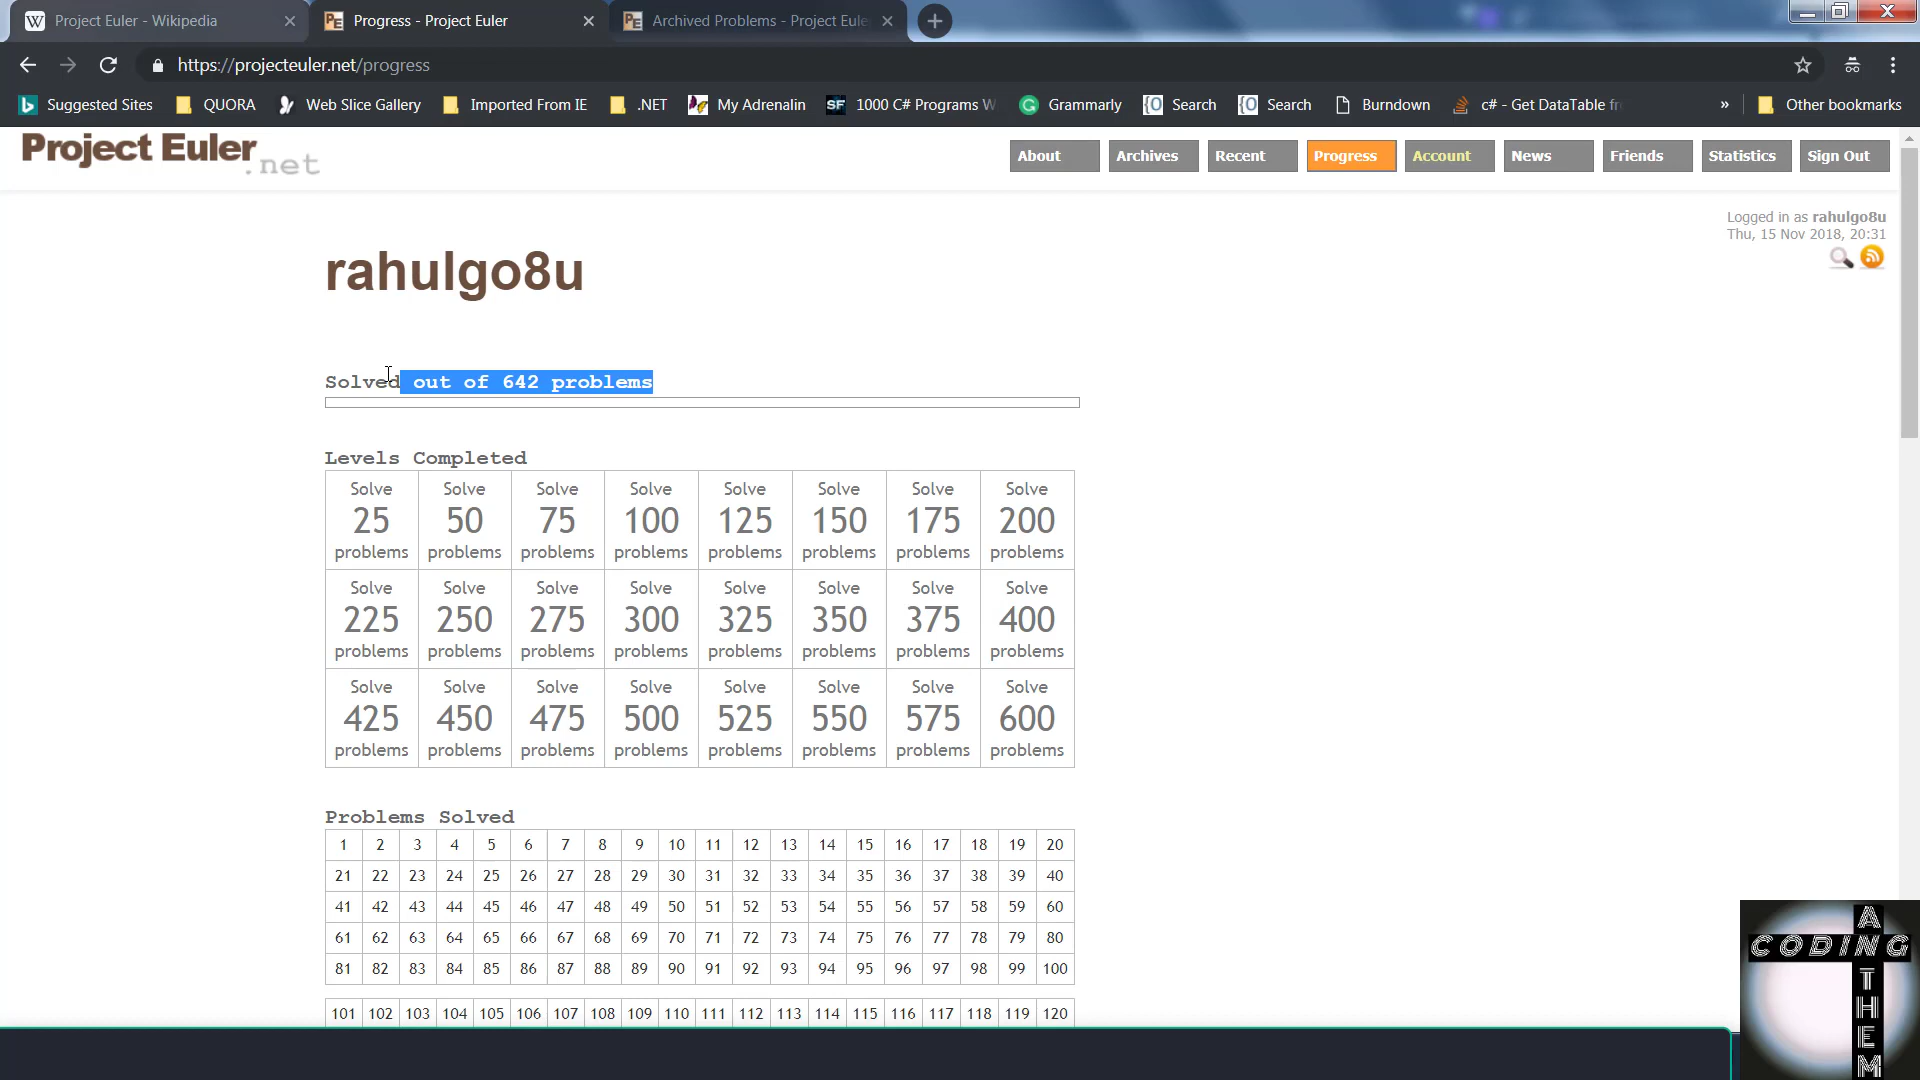 Project Euler - Wikipedia
Progress - Project Euler
Archived Problems - Project Eule
https://projecteuler.net/progress
Suggested Sites
QUORA
Web Slice Gallery
Imported From IE
.NET
My Adrenalin
SF
1000 C# Programs W
Grammarly
Search
Search
Burndown
c# - Get DataTable fr
»
Other bookmarks
Project Euler.net
About
Archives
Recent
Progress
Account
News
Friends
Statistics
Sign Out
Logged in as rahulgo8u
Thu, 15 Nov 2018, 20:31
rahulgo8u
Solved out of 642 problems
Levels Completed
Solve Solve Solve Solve Solve Solve Solve Solve
25 50 75 100 125 150 175 200
problems problems problems problems problems problems problems problems
Solve Solve Solve Solve Solve Solve Solve Solve
225 250 275 300 325 350 375 400
problems problems problems problems problems problems problems problems
Solve Solve Solve Solve Solve Solve Solve Solve
425 450 475 500 525 550 575 600
problems problems problems problems problems problems problems problems
Problems Solved
1 2 3 4 5 6 7 8 9 10 11 12 13 14 15 16 17 18 19 20
21 22 23 24 25 26 27 28 29 30 31 32 33 34 35 36 37 38 39 40
41 42 43 44 45 46 47 48 49 50 51 52 53 54 55 56 57 58 59 60
61 62 63 64 65 66 67 68 69 70 71 72 73 74 75 76 77 78 79 80
81 82 83 84 85 86 87 88 89 90 91 92 93 94 95 96 97 98 99 100
101 102 103 104 105 106 107 108 109 110 111 112 113 114 115 116 117 118 119 120
CODING
ANTHEM